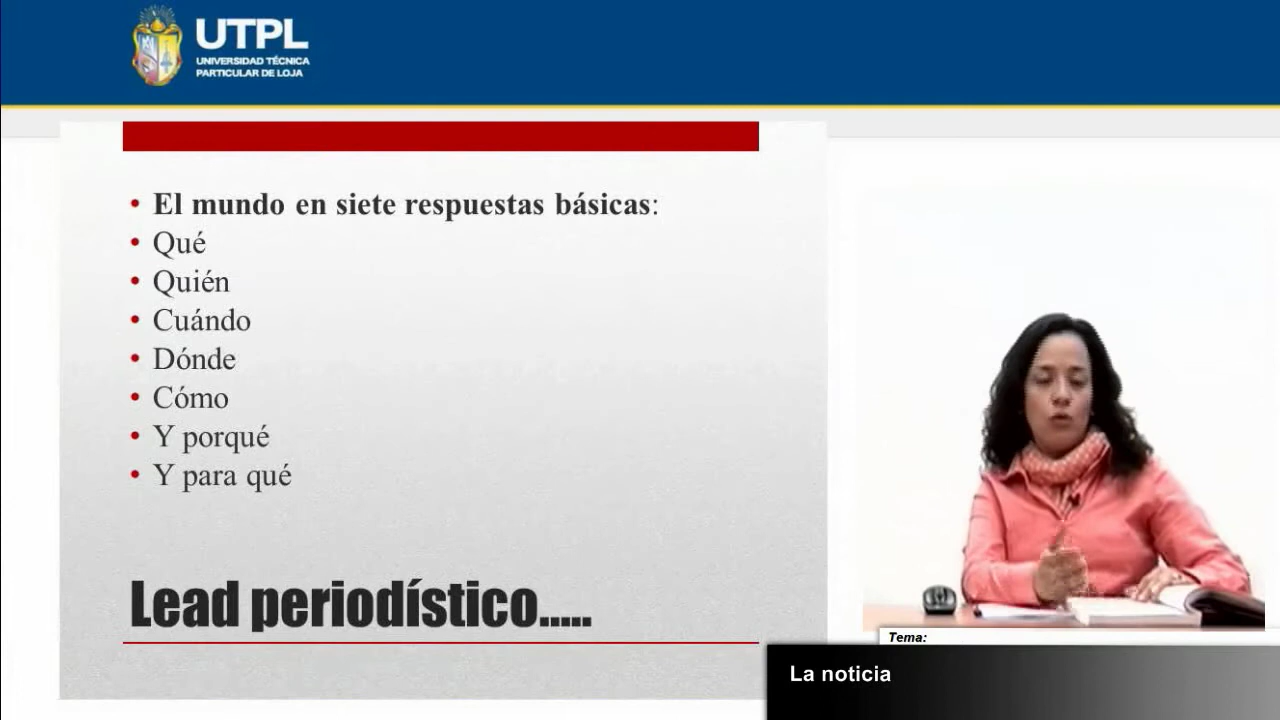 UTPL
UNIVERSIDAD TÉCNICA
PARTICULAR DE LOJA
• El mundo en siete respuestas básicas:
• Qué
• Quién
• Cuándo
• Dónde
• Cómo
• Y porqué
• Y para qué
Lead periodístico.....
Tema:
La noticia